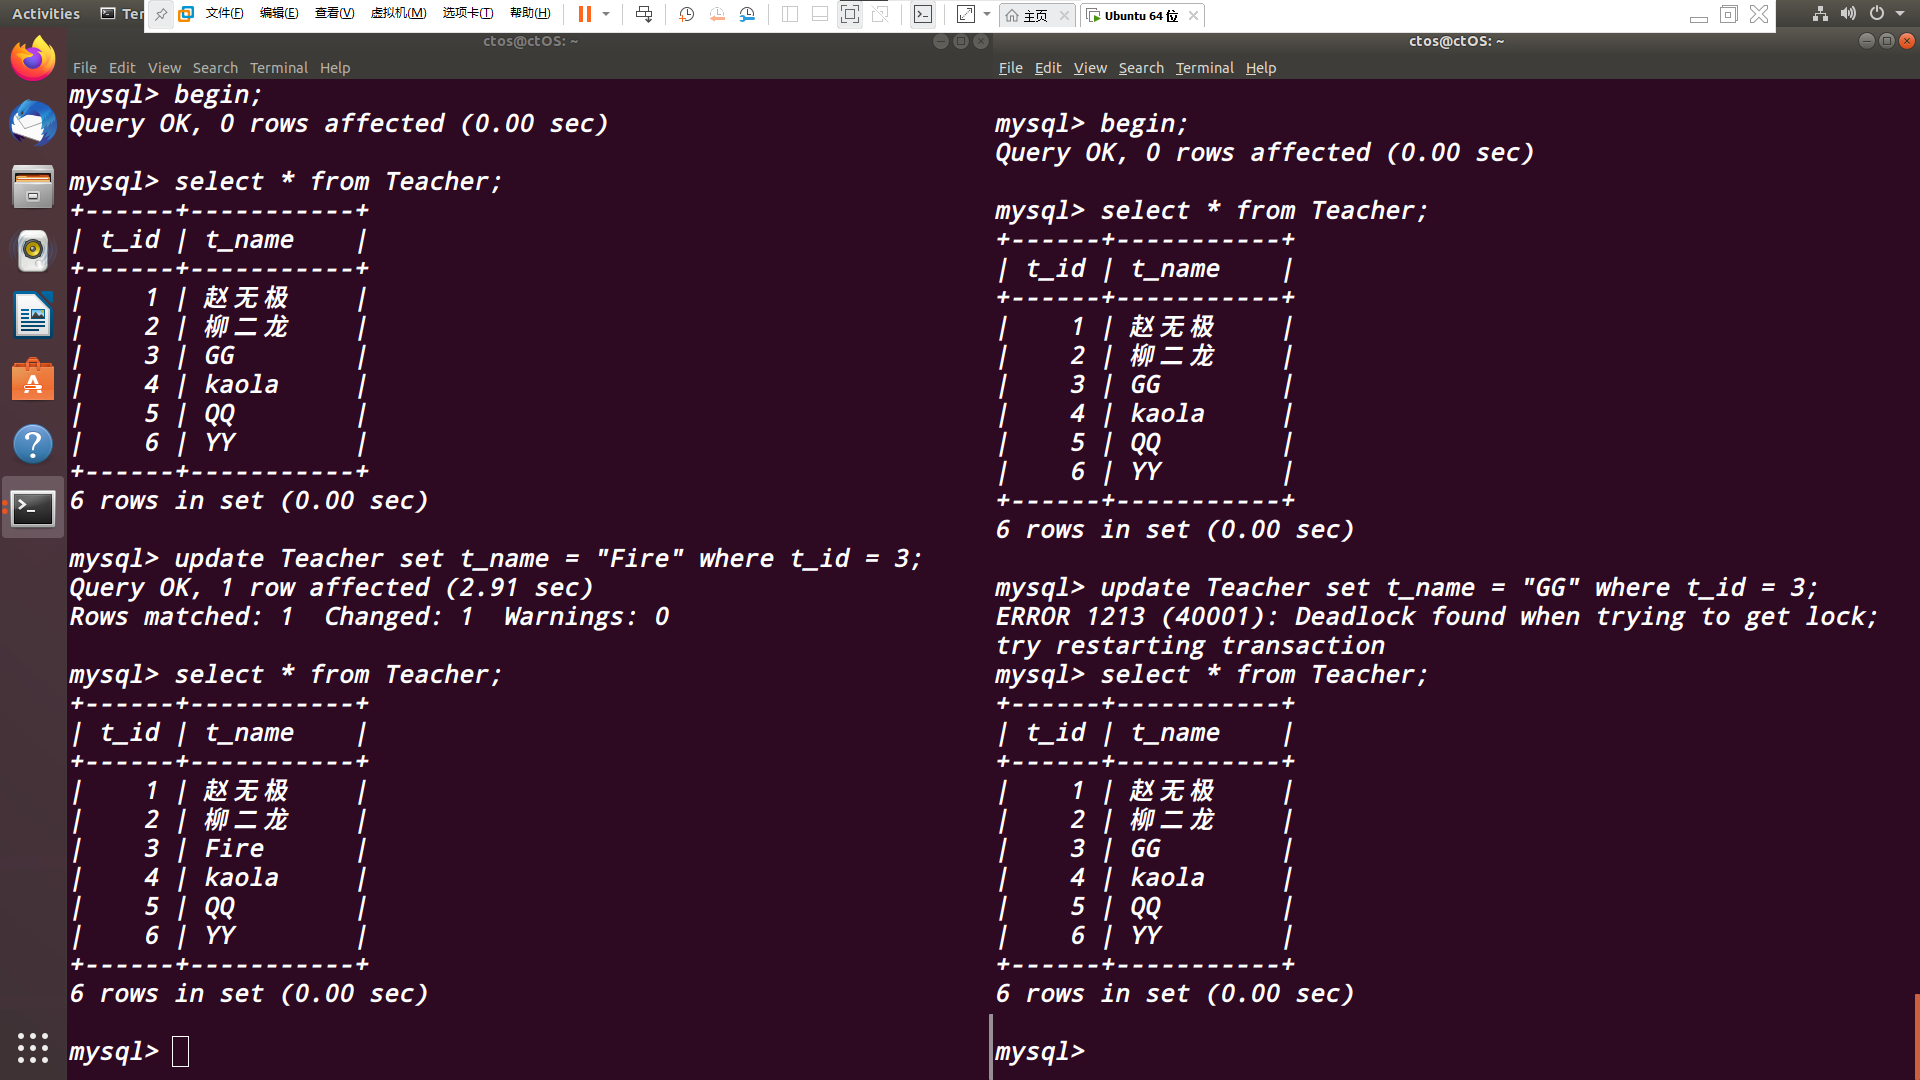 Activities
Ter
文件(F) 编辑(E) 查看(V) 虚拟机(M) 选项卡(T) 帮助(H)
主页
Ubuntu 64 位
ctos@ctOS: ~
File Edit View Search Terminal Help
mysql> begin;
Query OK, 0 rows affected (0.00 sec)
mysql> select * from Teacher;
+------+-----------+
| t_id | t_name    |
+------+-----------+
|    1 | 赵无极    |
|    2 | 柳二龙    |
|    3 | GG        |
|    4 | kaola     |
|    5 | QQ        |
|    6 | YY        |
+------+-----------+
6 rows in set (0.00 sec)
mysql> update Teacher set t_name = "Fire" where t_id = 3;
Query OK, 1 row affected (2.91 sec)
Rows matched: 1  Changed: 1  Warnings: 0
mysql> select * from Teacher;
+------+-----------+
| t_id | t_name    |
+------+-----------+
|    1 | 赵无极    |
|    2 | 柳二龙    |
|    3 | Fire      |
|    4 | kaola     |
|    5 | QQ        |
|    6 | YY        |
+------+-----------+
6 rows in set (0.00 sec)
mysql>
ctos@ctOS: ~
File Edit View Search Terminal Help
mysql> begin;
Query OK, 0 rows affected (0.00 sec)
mysql> select * from Teacher;
+------+-----------+
| t_id | t_name    |
+------+-----------+
|    1 | 赵无极    |
|    2 | 柳二龙    |
|    3 | GG        |
|    4 | kaola     |
|    5 | QQ        |
|    6 | YY        |
+------+-----------+
6 rows in set (0.00 sec)
mysql> update Teacher set t_name = "GG" where t_id = 3;
ERROR 1213 (40001): Deadlock found when trying to get lock;
try restarting transaction
mysql> select * from Teacher;
+------+-----------+
| t_id | t_name    |
+------+-----------+
|    1 | 赵无极    |
|    2 | 柳二龙    |
|    3 | GG        |
|    4 | kaola     |
|    5 | QQ        |
|    6 | YY        |
+------+-----------+
6 rows in set (0.00 sec)
mysql>